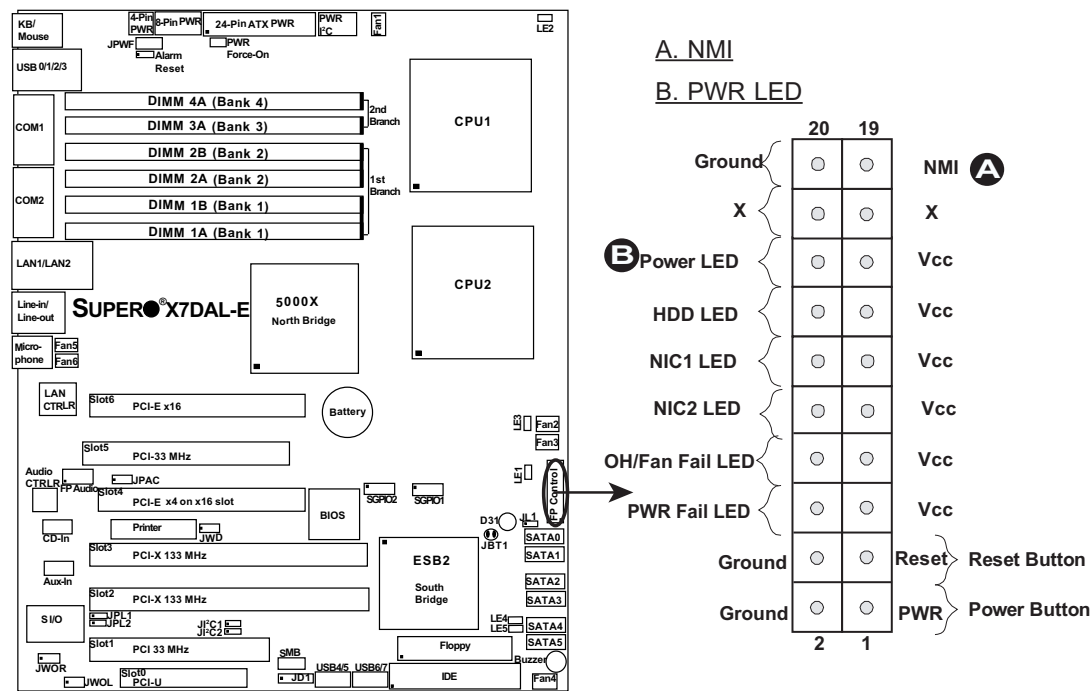 KB/
Mouse
4-Pin
PWR
8-Pin PWR
24-Pin ATX PWR
PWR
I²C
Fan1
LE2
JPWF
Alarm
Reset
PWR
Force-On
USB 0/1/2/3
COM1
COM2
DIMM 4A (Bank 4)
DIMM 3A (Bank 3)
DIMM 2B (Bank 2)
DIMM 2A (Bank 2)
DIMM 1B (Bank 1)
DIMM 1A (Bank 1)
2nd
Branch
1st
Branch
CPU1
CPU2
LAN1/LAN2
Line-in/
Line-out
SUPER®X7DAL-E
5000X
North Bridge
Micro-
phone
Fan5
Fan6
LAN
CTRLR
Slot6
PCI-E x16
Battery
LE3
Fan2
Fan3
Slot5
PCI-33 MHz
Audio
CTRLR
FP Audio
JPAC
LE1
FP Control
Slot4
PCI-E x4 on x16 slot
SGPIO2
SGPIO1
BIOS
CD-In
Printer
JWD
D31
JL1
JBT1
SATA0
SATA1
Slot3
PCI-X 133 MHz
ESB2
South
Bridge
Aux-In
SATA2
SATA3
Slot2
PCI-X 133 MHz
S I/O
JPL1
JPL2
JI²C1
JI²C2
LE4
LE5
SATA4
SATA5
Slot1
PCI 33 MHz
Floppy
Buzzer
JWOR
SMB
USB4/5
USB6/7
JWOL
Slot0
PCI-U
JD1
IDE
Fan4
A. NMI
B. PWR LED
20 19
Ground NMI A
X X
B Power LED Vcc
HDD LED Vcc
NIC1 LED Vcc
NIC2 LED Vcc
OH/Fan Fail LED Vcc
PWR Fail LED Vcc
Ground Reset Reset Button
Ground PWR Power Button
2 1